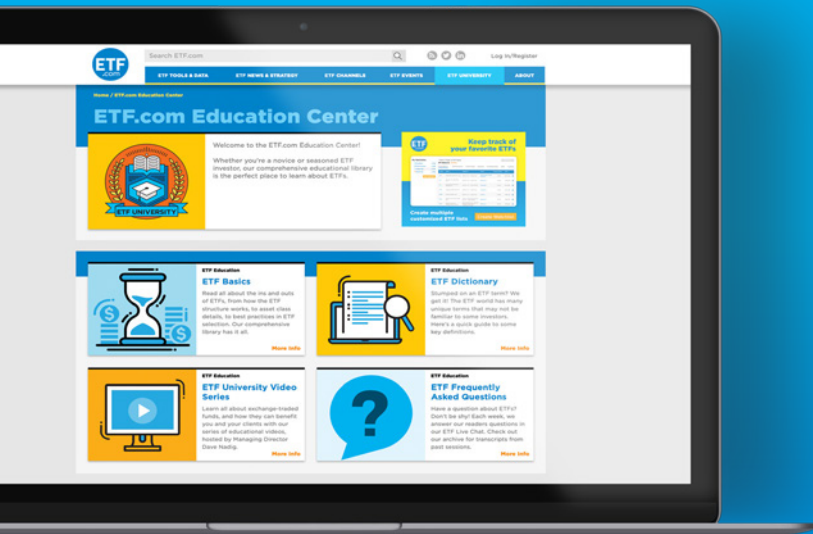 ETF
.com
Search ETF.com
Log In/Register
ETF TOOLS & DATA
ETF NEWS & STRATEGY
ETF CHANNELS
ETF EVENTS
ETF UNIVERSITY
ABOUT
Home / ETF.com Education Center
ETF.com Education Center
ETF UNIVERSITY
Welcome to the ETF.com Education Center!
Whether you're a novice or seasoned ETF
investor, our comprehensive educational library
is the perfect place to learn about ETFs.
ETF
Keep track of
your favorite ETFs
Create multiple
customized ETF lists
ETF Education
ETF Basics
Read all about the ins and outs
of ETFs, from how the ETF
structure works, to asset class
details, to best practices in ETF
selection. Our comprehensive
library has it all.
More info
ETF Education
ETF Dictionary
Stumped on an ETF term? We
get it! The ETF world has many
unique terms that may not be
familiar to some investors.
Here's a quick guide to some
key definitions.
More info
ETF Education
ETF University Video
Series
Learn all about exchange-traded
funds, and how they can benefit
you and your clients with our
series of educational videos,
hosted by Managing Director
Dave Nadig.
More info
ETF Education
ETF Frequently
Asked Questions
Have a question about ETFs?
Don't be shy! Each week, we
answer our readers questions in
our ETF Live Chat. Check out
our archive for transcripts from
past sessions.
More info